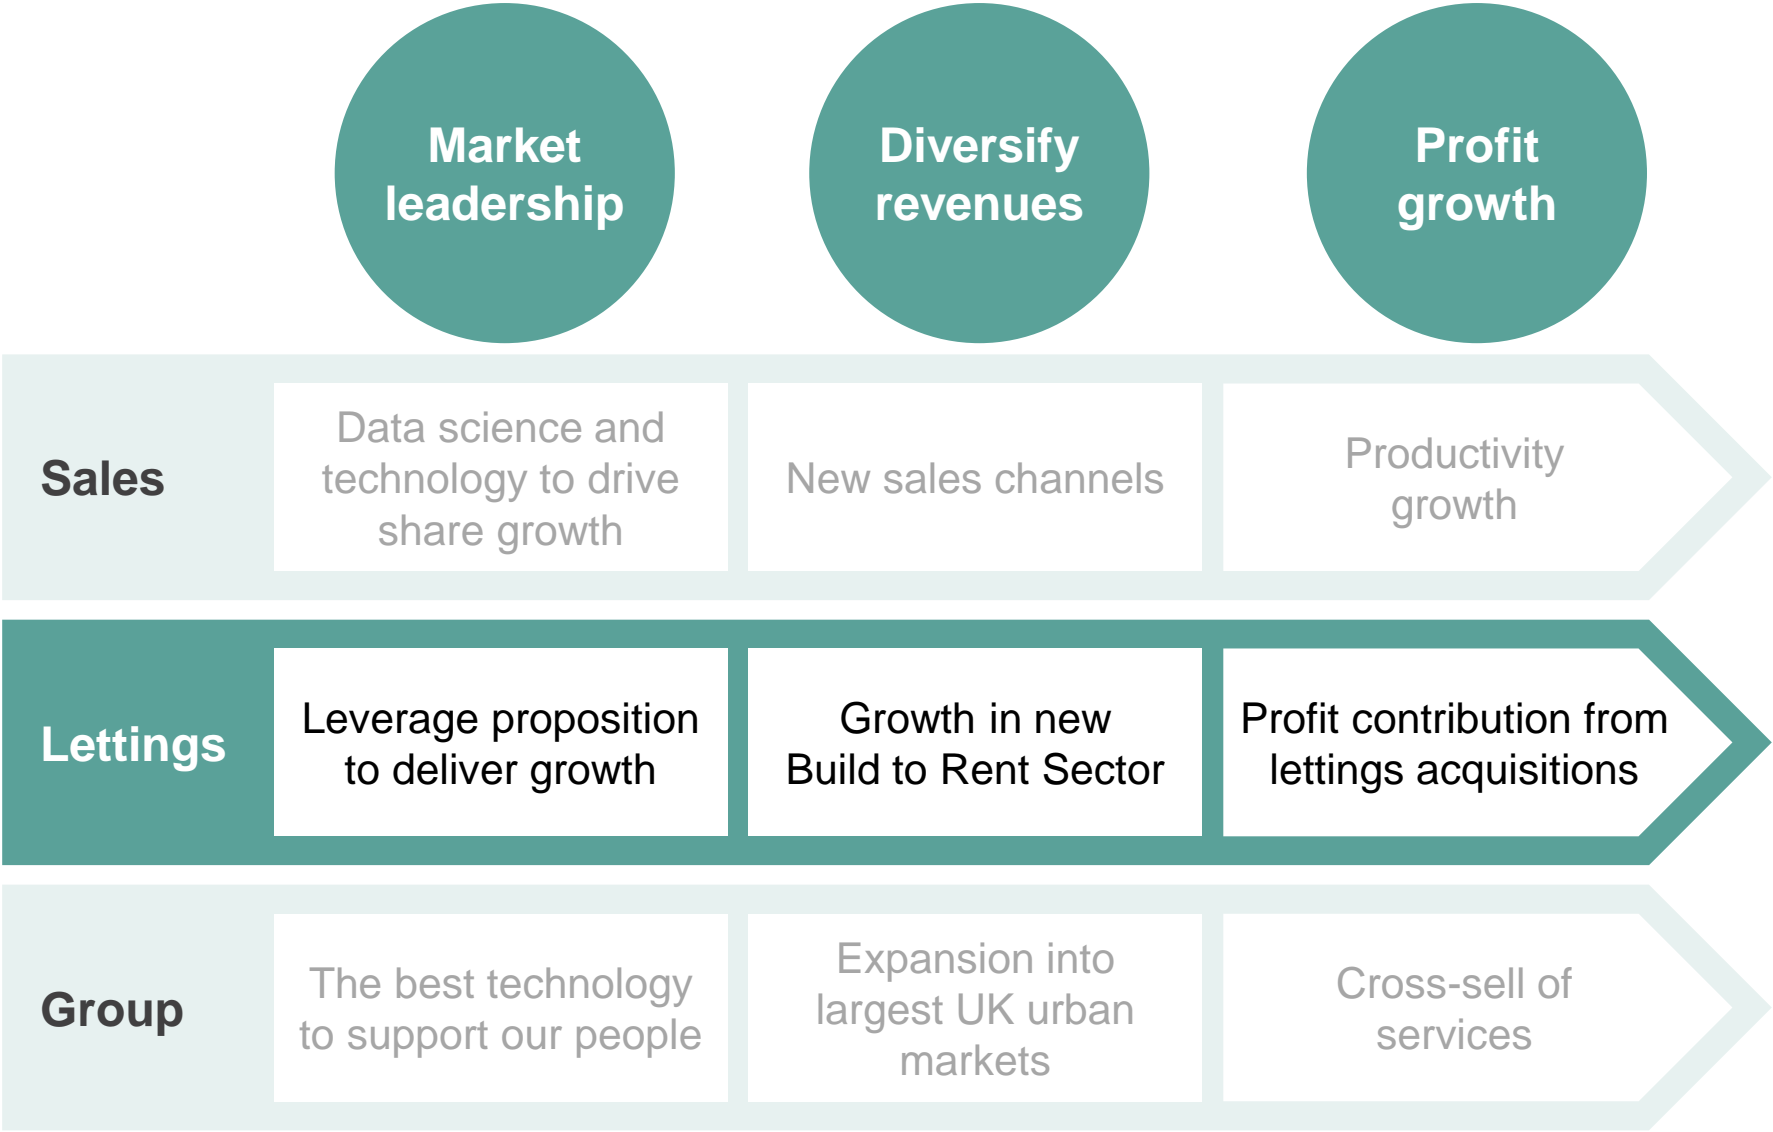 Market
leadership
Diversify
revenues
Profit
growth
Sales
Data science and
technology to drive
share growth
New sales channels
Productivity
growth
Lettings
Leverage proposition
to deliver growth
Growth in new
Build to Rent Sector
Profit contribution from
lettings acquisitions
Group
The best technology
to support our people
Expansion into
largest UK urban
markets
Cross-sell of
services